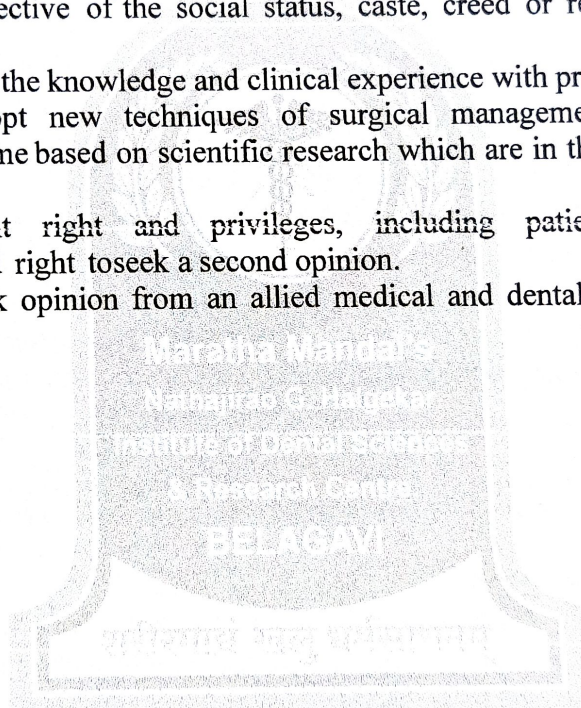 ective of the social status, caste, creed or re
the knowledge and clinical experience with pr
pt new techniques of surgical manageme
ne based on scientific research which are in th
t right and privileges, including patie
right toseek a second opinion.
k opinion from an allied medical and dental
Maratha Mandal's
Nathajirao G. Halgekar
Institute of Dental Sciences
& Research Centre
BELAGAVI